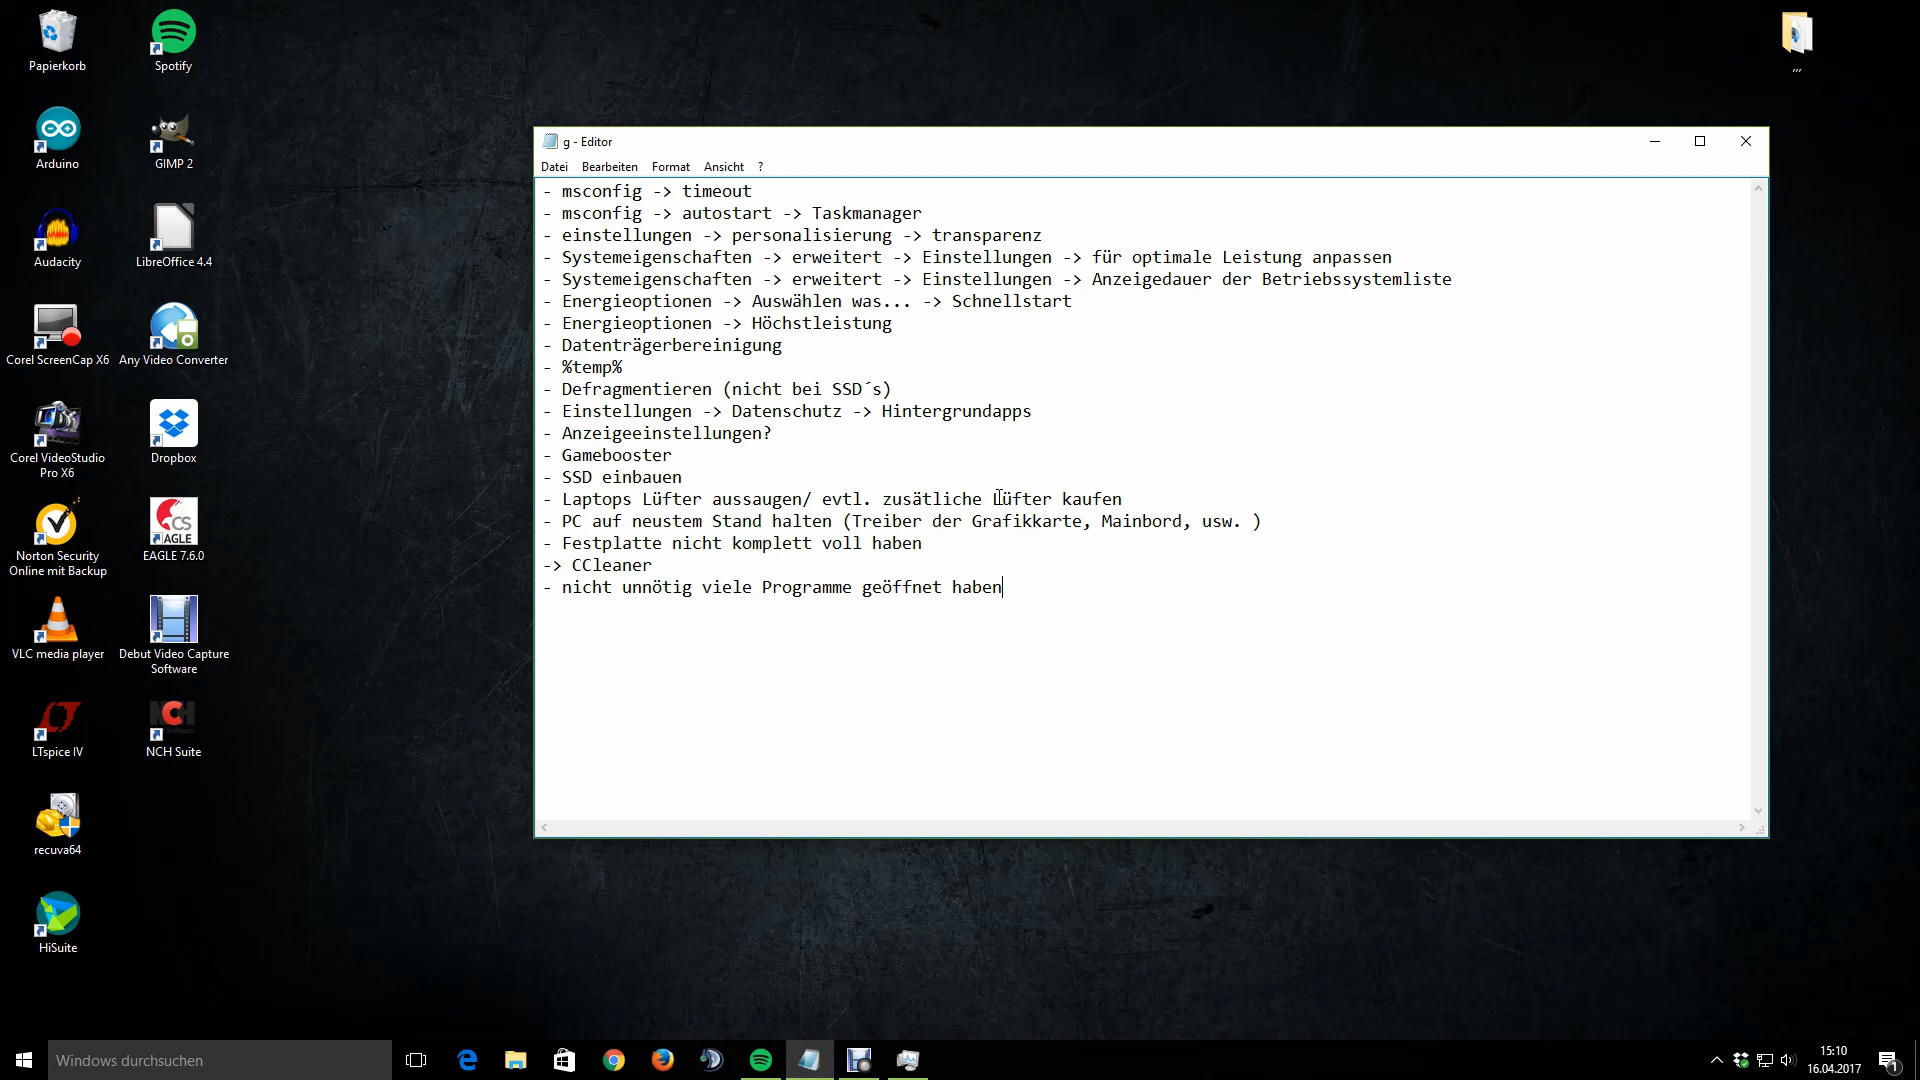 Papierkorb
Spotify
Arduino
GIMP 2
Audacity
LibreOffice 4.4
Corel ScreenCap X6
Any Video Converter
Corel VideoStudio
Pro X6
Dropbox
Norton Security
Online mit Backup
CS
EAGLE
EAGLE 7.6.0
VLC media player
Debut Video Capture
Software
LTspice IV
NCH
NCH Suite
recuva64
HiSuite
,,,
g - Editor
Datei Bearbeiten Format Ansicht ?
- msconfig -> timeout
- msconfig -> autostart -> Taskmanager
- einstellungen -> personalisierung -> transparenz
- Systemeigenschaften -> erweitert -> Einstellungen -> für optimale Leistung anpassen
- Systemeigenschaften -> erweitert -> Einstellungen -> Anzeigedauer der Betriebssystemliste
- Energieoptionen -> Auswählen was... -> Schnellstart
- Energieoptionen -> Höchstleistung
- Datenträgerbereinigung
- %temp%
- Defragmentieren (nicht bei SSD´s)
- Einstellungen -> Datenschutz -> Hintergrundapps
- Anzeigeeinstellungen?
- Gamebooster
- SSD einbauen
- Laptops Lüfter aussaugen/ evtl. zusätliche Lüfter kaufen
- PC auf neustem Stand halten (Treiber der Grafikkarte, Mainbord, usw. )
- Festplatte nicht komplett voll haben
-> CCleaner
- nicht unnötig viele Programme geöffnet haben
Windows durchsuchen
15:10
16.04.2017
1